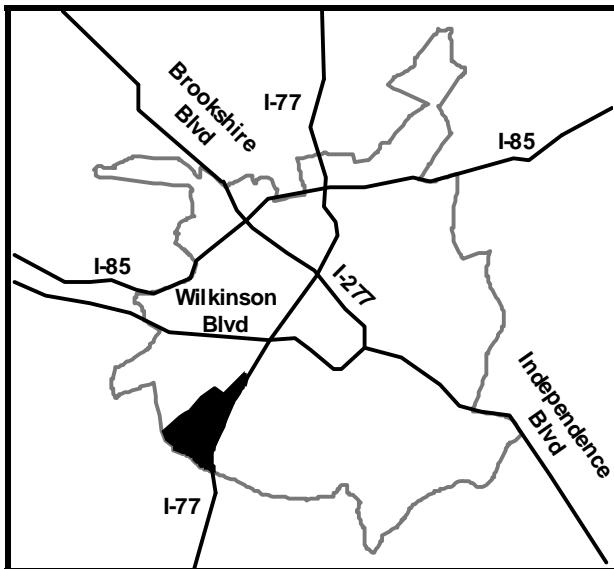 Brookshire
Blvd
I-77
I-85
I-85
Wilkinson
Blvd
I-277
Independence
Blvd
I-77